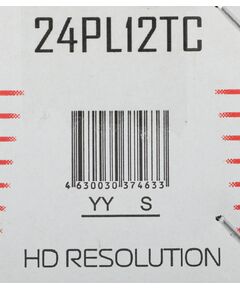 24PL12TC
4 630030 374633
YY S
HD RESOLUTION